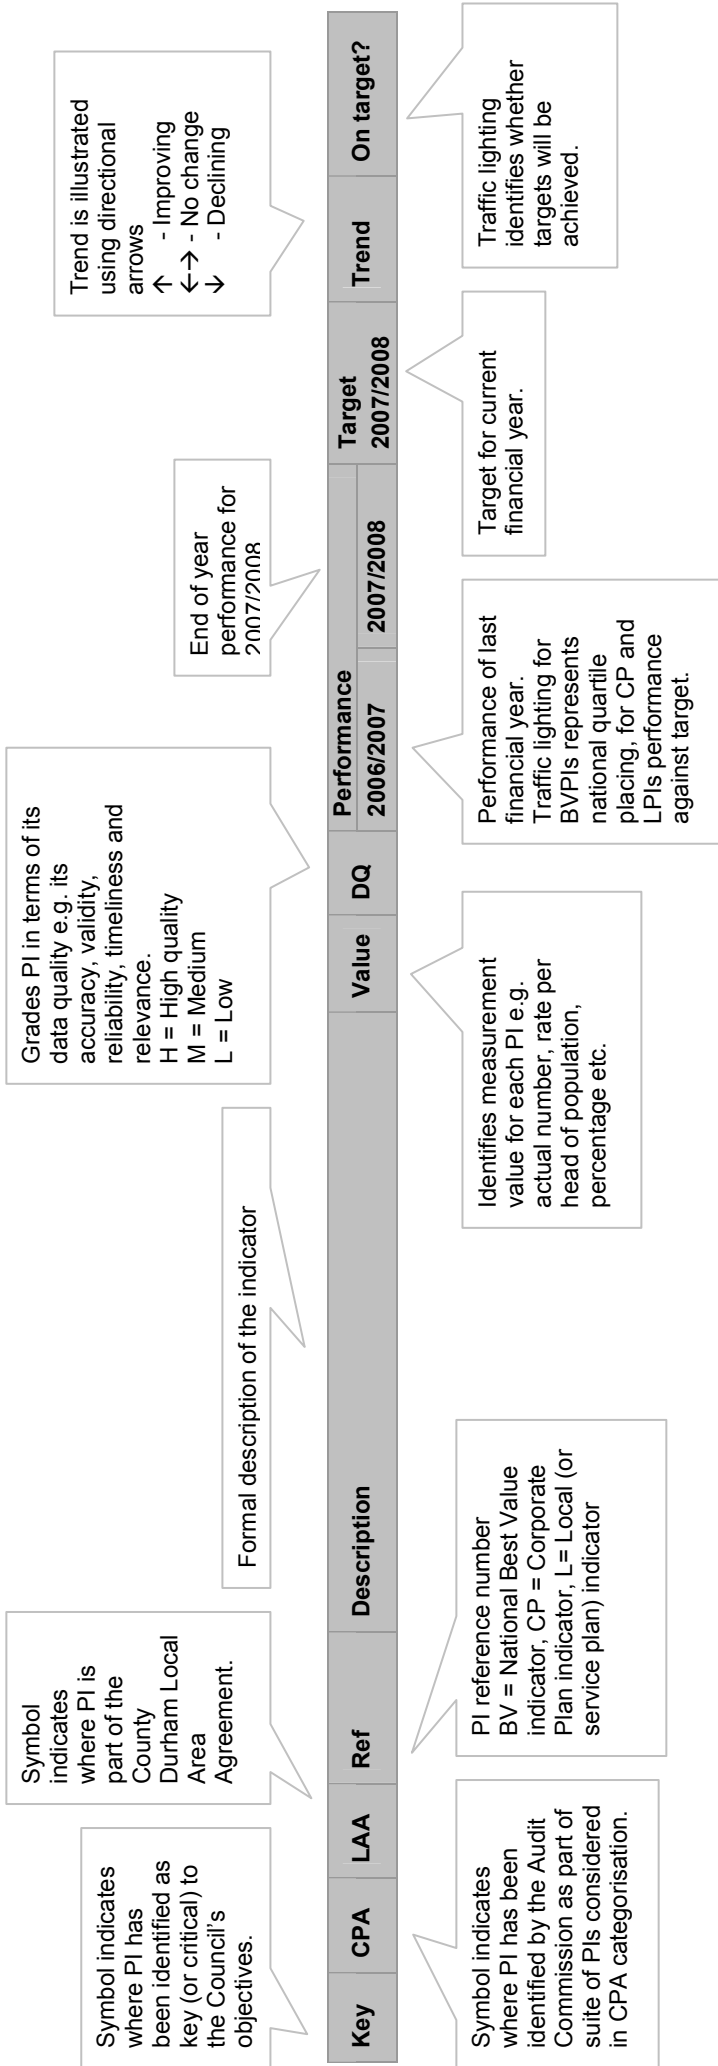 Symbol indicates
where PI has
been identified as
key (or critical) to
the Council's
objectives.
Symbol
indicates
where PI is
part of the
County
Durham Local
Area
Agreement.
Formal description of the indicator
Grades PI in terms of its
data quality e.g. its
accuracy, validity,
reliability, timeliness and
relevance.
H = High quality
M = Medium
L = Low
End of year
performance for
2007/2008
Trend is illustrated
using directional
arrows
↑ - Improving
←→ - No change
↓ - Declining
Key CPA LAA Ref Description Value DQ Performance Target 2007/2008 Trend On target?
2006/2007 2007/2008
Symbol indicates
where PI has been
identified by the Audit
Commission as part of
suite of PIs considered
in CPA categorisation.
PI reference number
BV = National Best Value
indicator, CP = Corporate
Plan indicator, L= Local (or
service plan) indicator
Identifies measurement
value for each PI e.g.
actual number, rate per
head of population,
percentage etc.
Performance of last
financial year.
Traffic lighting for
BVPIs represents
national quartile
placing, for CP and
LPIs performance
against target.
Target for current
financial year.
Traffic lighting
identifies whether
targets will be
achieved.